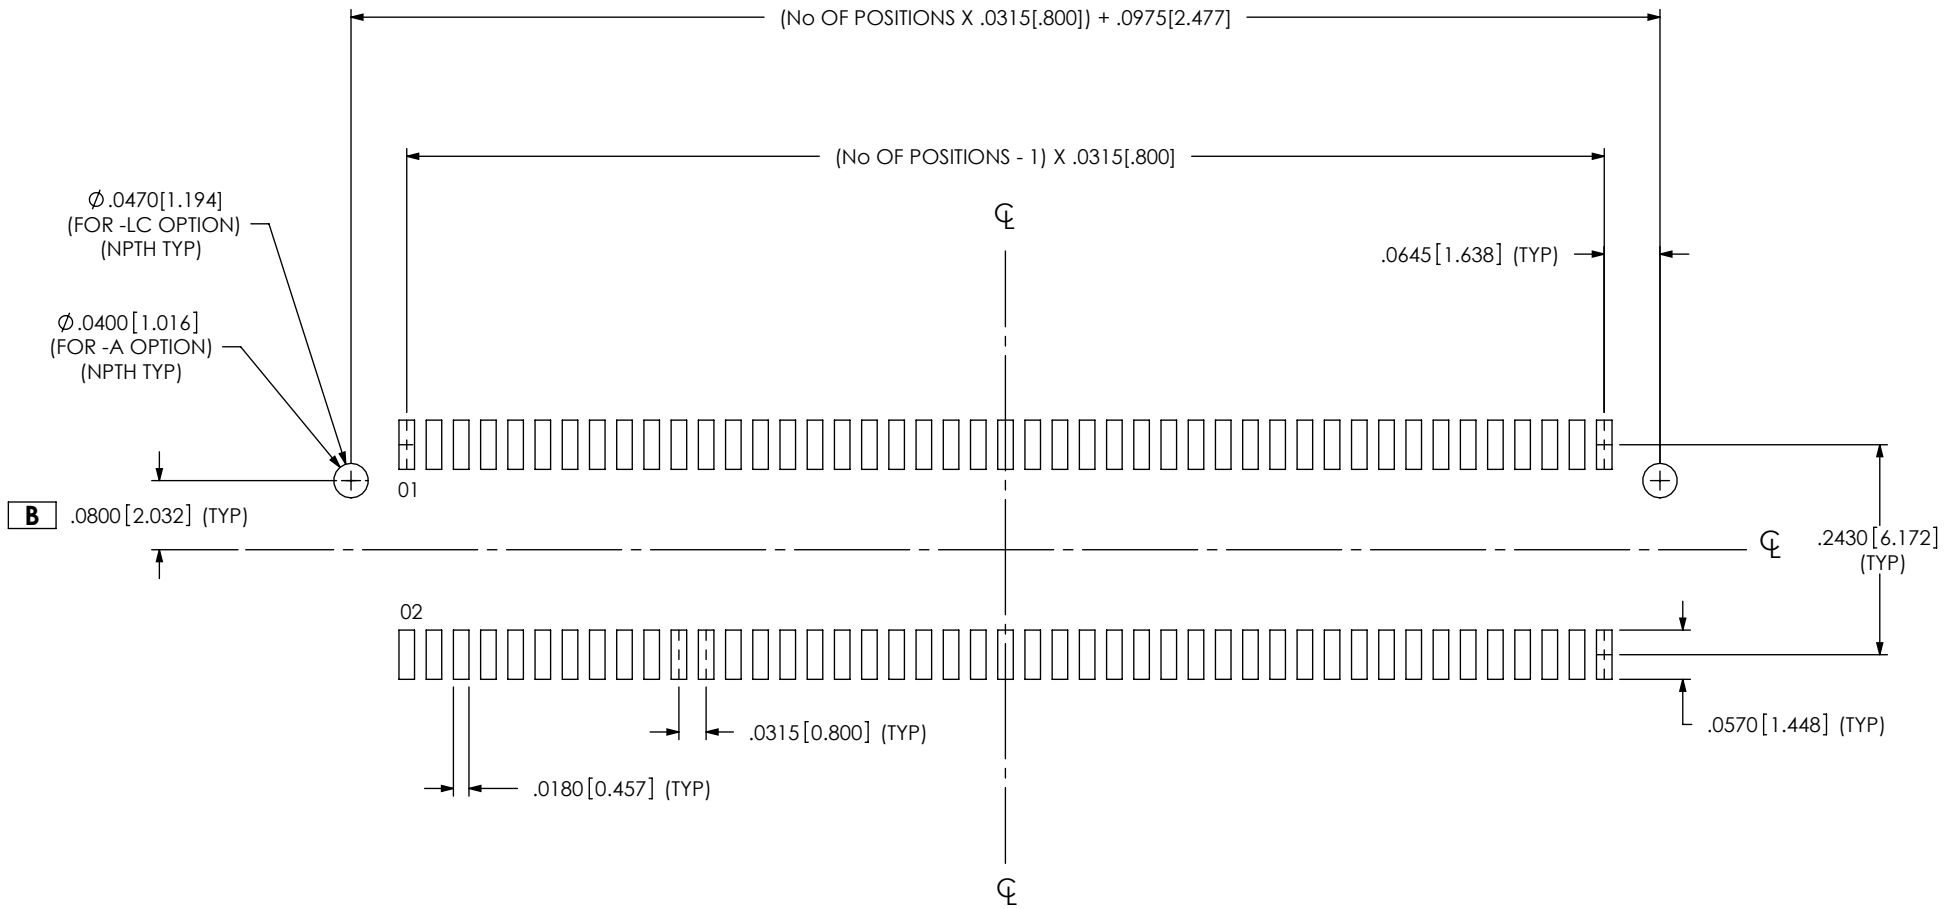 (No OF POSITIONS X .0315[.800]) + .0975[2.477]
(No OF POSITIONS - 1) X .0315[.800]
Ø.0470[1.194]
(FOR -LC OPTION)
(NPTH TYP)
℄
.0645[1.638] (TYP)
Ø.0400[1.016]
(FOR -A OPTION)
(NPTH TYP)
01
B .0800[2.032] (TYP)
℄
.2430[6.172]
(TYP)
02
.0315[0.800] (TYP)
.0570[1.448] (TYP)
.0180[0.457] (TYP)
℄